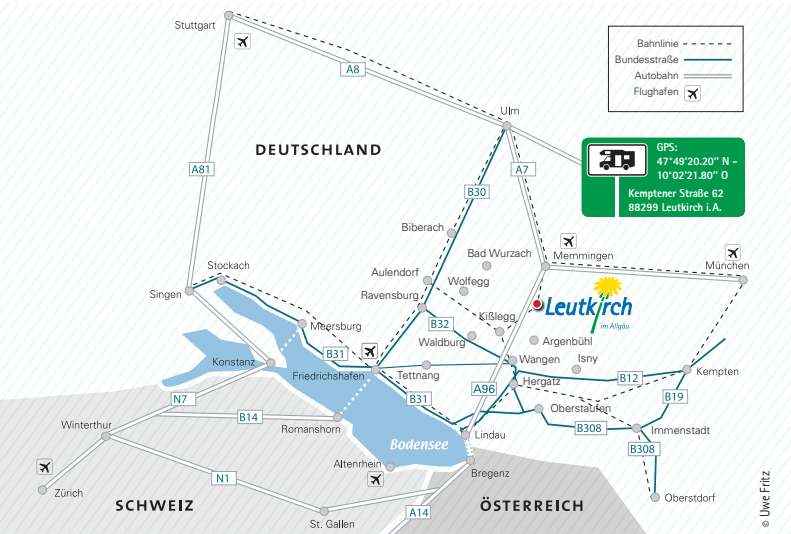 Stuttgart
A8
Bahnlinie
Bundesstraße
Autobahn
Flughafen
Ulm
GPS:
47°49'20.20'' N –
10°02'21.80'' O
Kemptener Straße 62
88299 Leutkirch i.A.
DEUTSCHLAND
A81
A7
B30
Biberach
Bad Wurzach
Memmingen
München
Stockach
Aulendorf
Wolfegg
Singen
Ravensburg
Leutkirch
im Allgäu
Meersburg
B32
Kißlegg
Waldburg
Argenbühl
B31
Konstanz
Friedrichshafen
Tettnang
Wangen
Isny
Kempten
Hergatz
B12
A96
N7
B31
B19
B14
Oberstaufen
Winterthur
Romanshorn
B308
Immenstadt
Bodensee
Lindau
B308
Altenrhein
Bregenz
Zürich
N1
Oberstdorf
SCHWEIZ
ÖSTERREICH
A14
St. Gallen
© Uwe Fritz